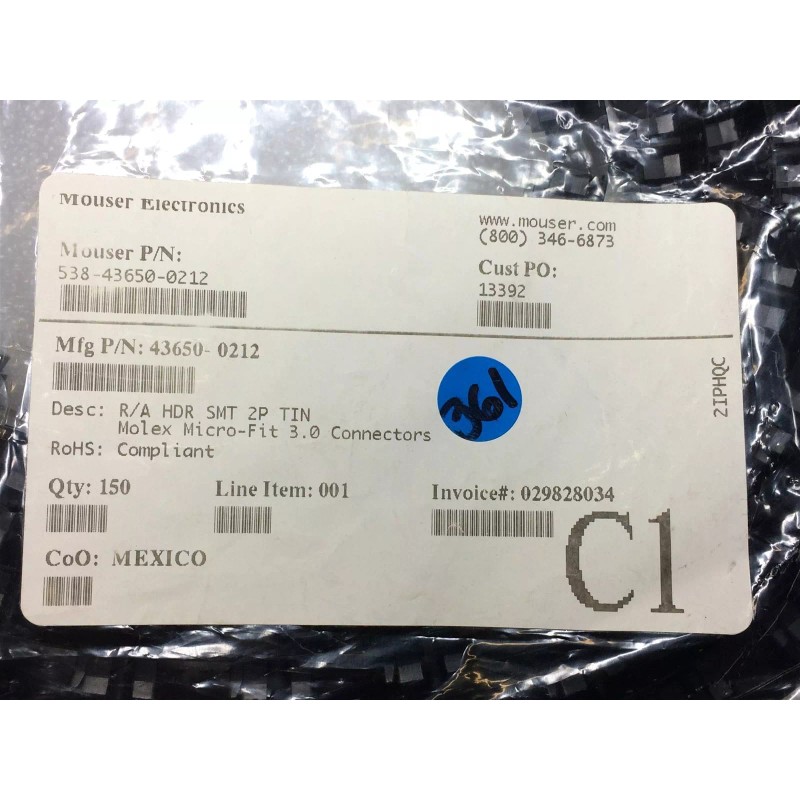 Mouser Electronics
www.mouser.com
(800) 346-6873
Mouser P/N:
538-43650-0212
Cust PO:
13392
Mfg P/N: 43650- 0212
361
2IPHQC
Desc: R/A HDR SMT 2P TIN
Molex Micro-Fit 3.0 Connectors
RoHS: Compliant
Qty: 150
Line Item: 001
Invoice#: 029828034
CoO: MEXICO
C1